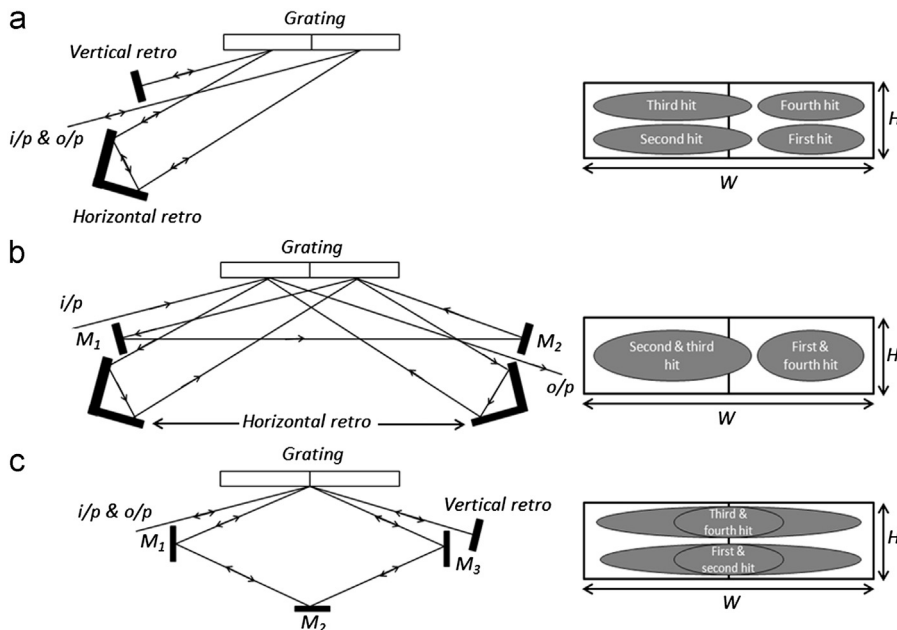 a
Grating
Vertical retro
i/p & o/p
Horizontal retro
Third hit
Fourth hit
Second hit
First hit
H
W
b
Grating
i/p
M1
M2
o/p
Horizontal retro
Second & third
hit
First &
fourth hit
H
W
c
Grating
i/p & o/p
Vertical retro
M1
M3
M2
Third &
fourth hit
First &
second hit
H
W